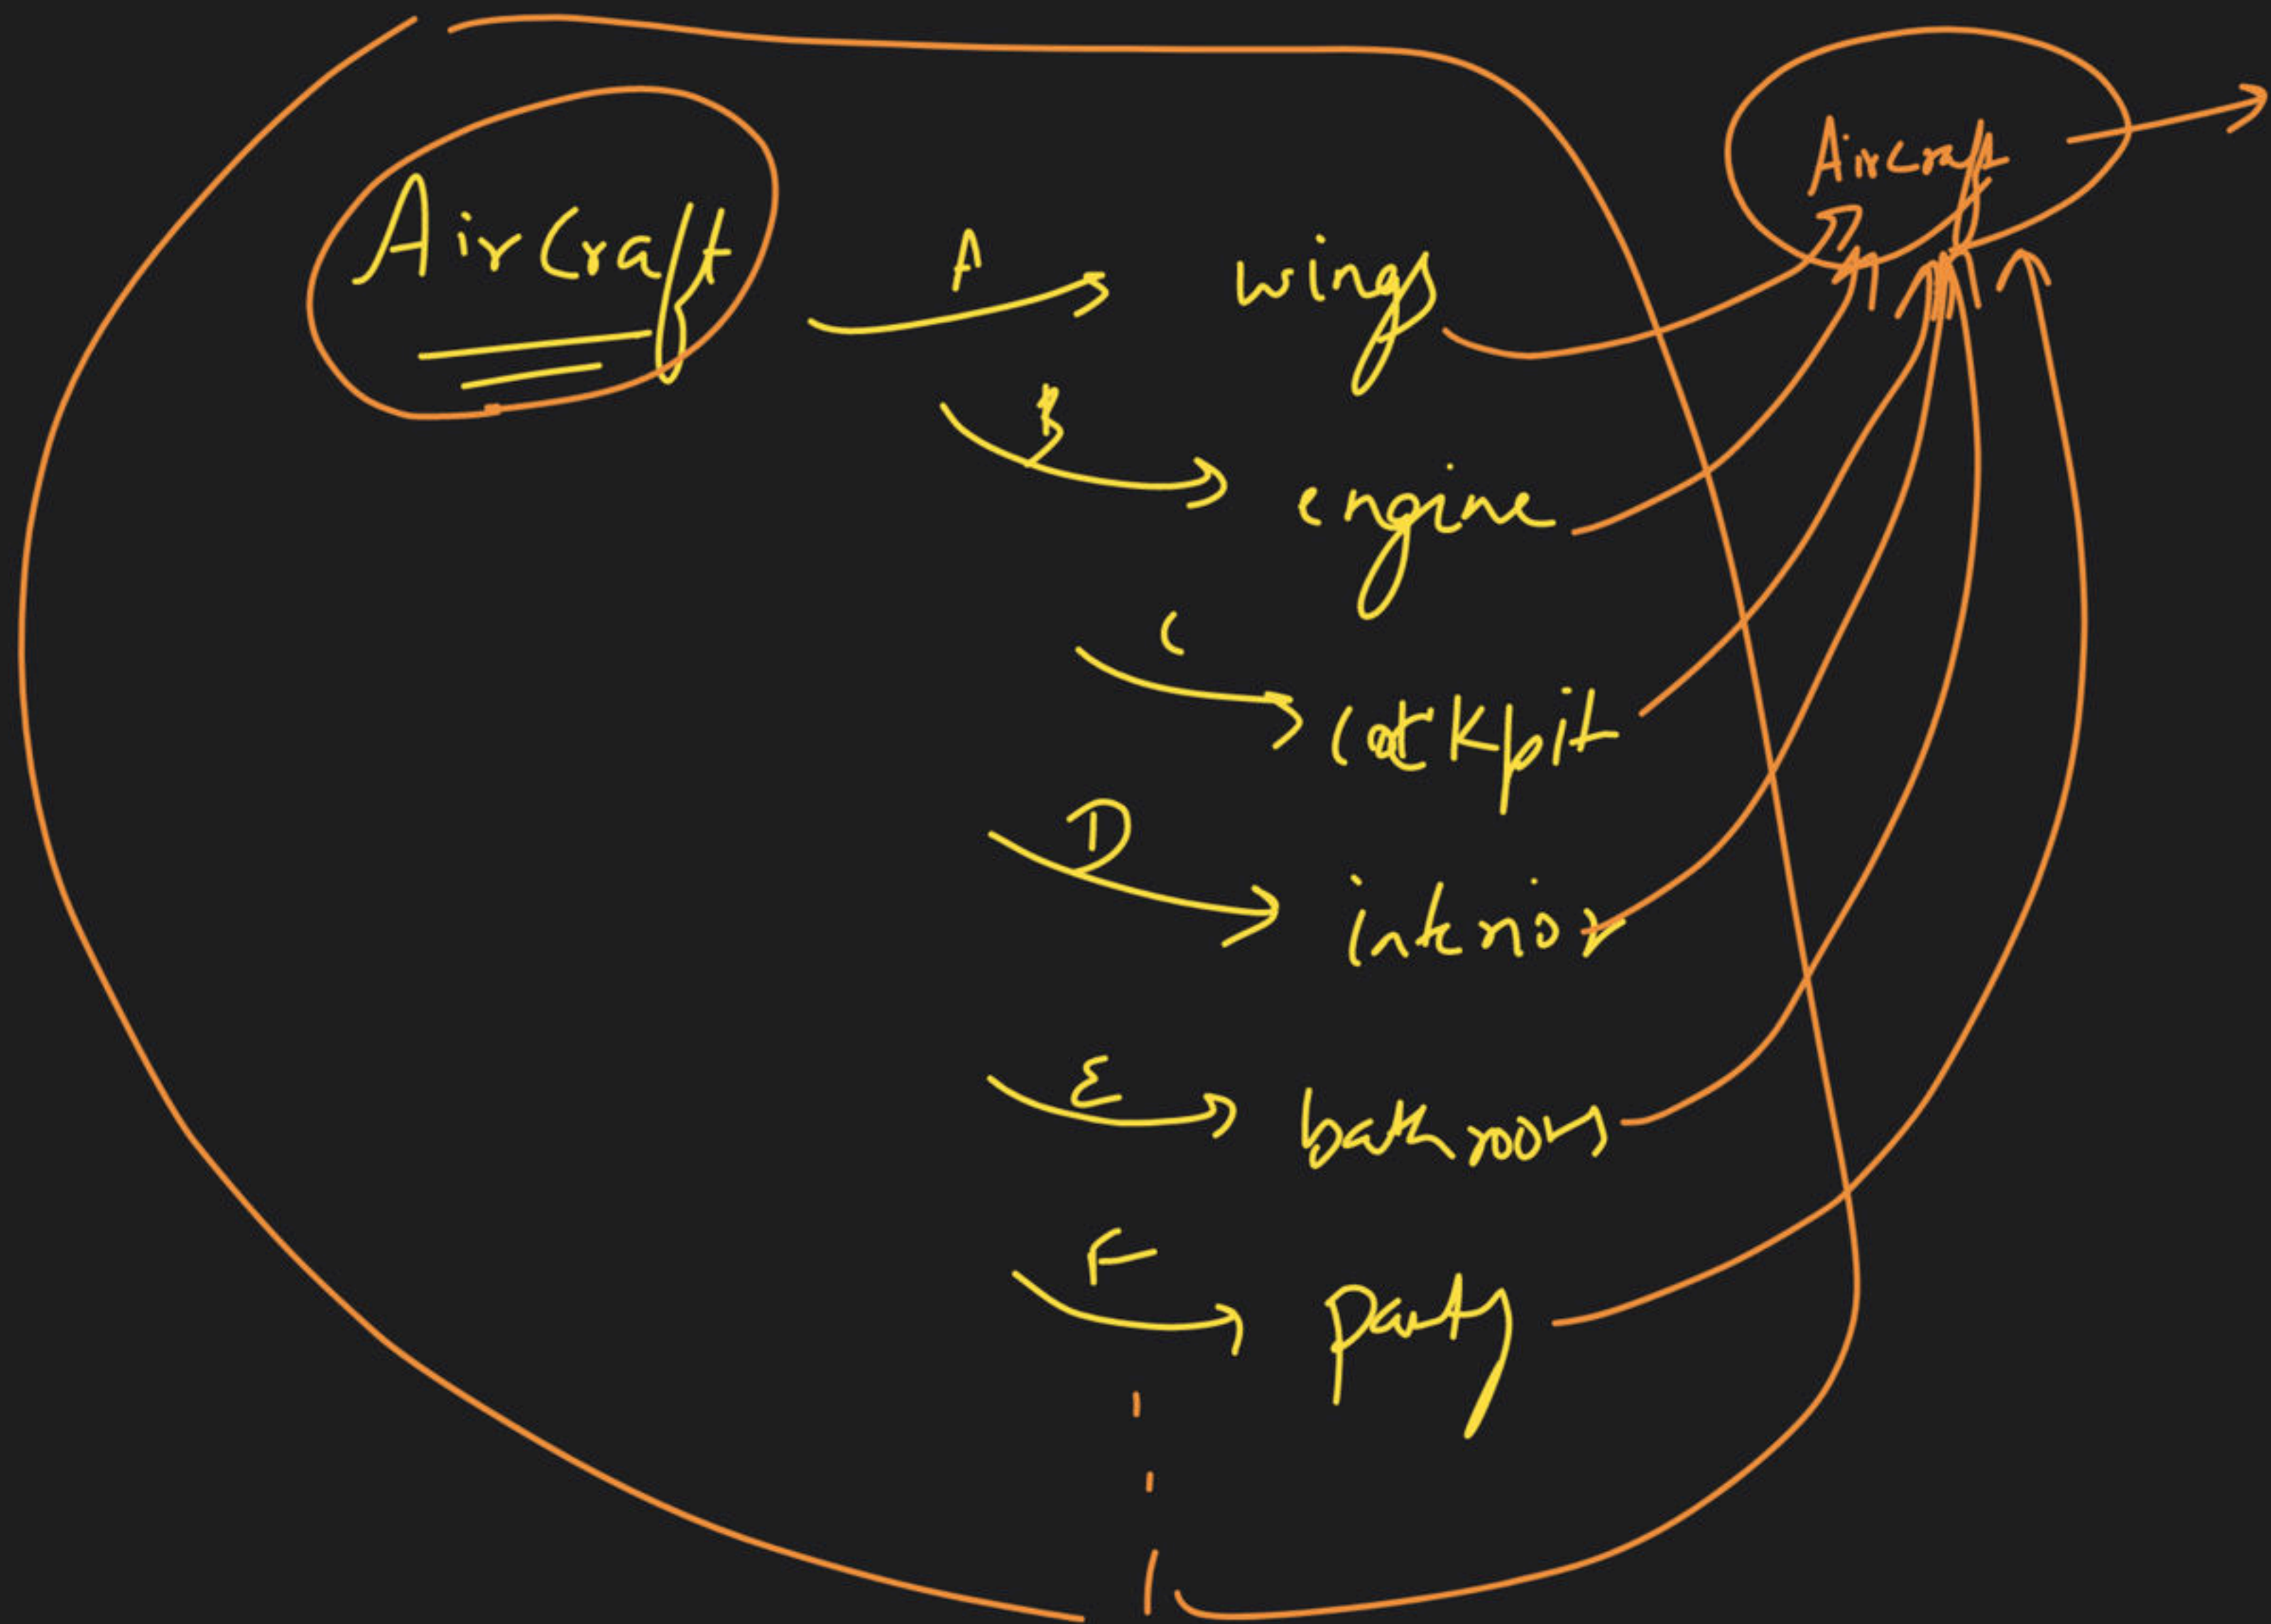 Aircraft
AirCraft
A
wings
B
engine
C
cockpit
D
interior
E
bathroom
F
party